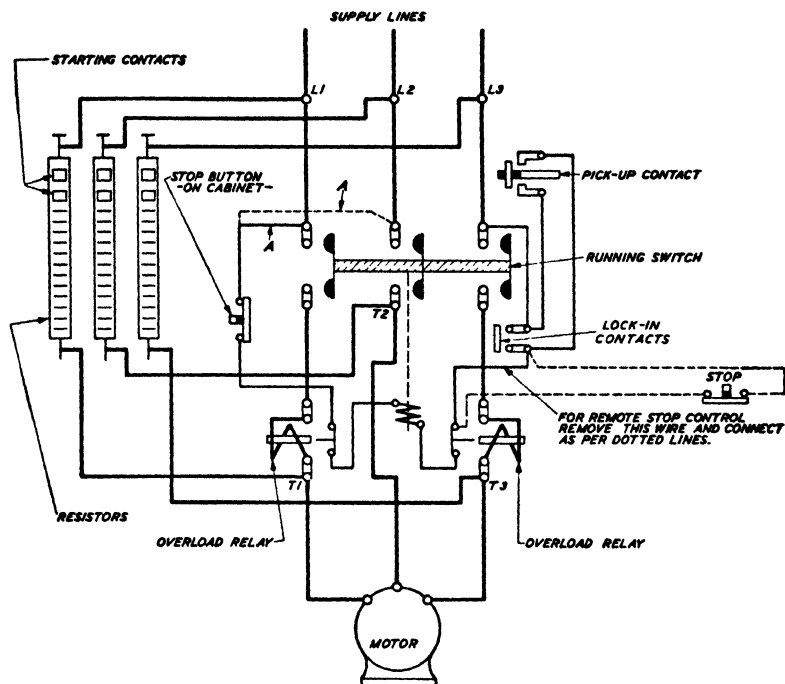 SUPPLY LINES
STARTING CONTACTS
L1
L2
L3
STOP BUTTON
-ON CABINET-
A
A
PICK-UP CONTACT
RUNNING SWITCH
T2
LOCK-IN
CONTACTS
STOP
FOR REMOTE STOP CONTROL
REMOVE THIS WIRE AND CONNECT
AS PER DOTTED LINES.
T1
T3
RESISTORS
OVERLOAD RELAY
OVERLOAD RELAY
MOTOR